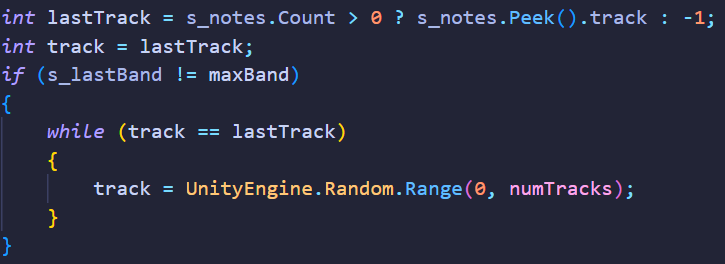 int lastTrack = s_notes.Count > 0 ? s_notes.Peek().track : -1;
int track = lastTrack;
if (s_lastBand != maxBand)
{
    while (track == lastTrack)
    {
        track = UnityEngine.Random.Range(0, numTracks);
    }
}